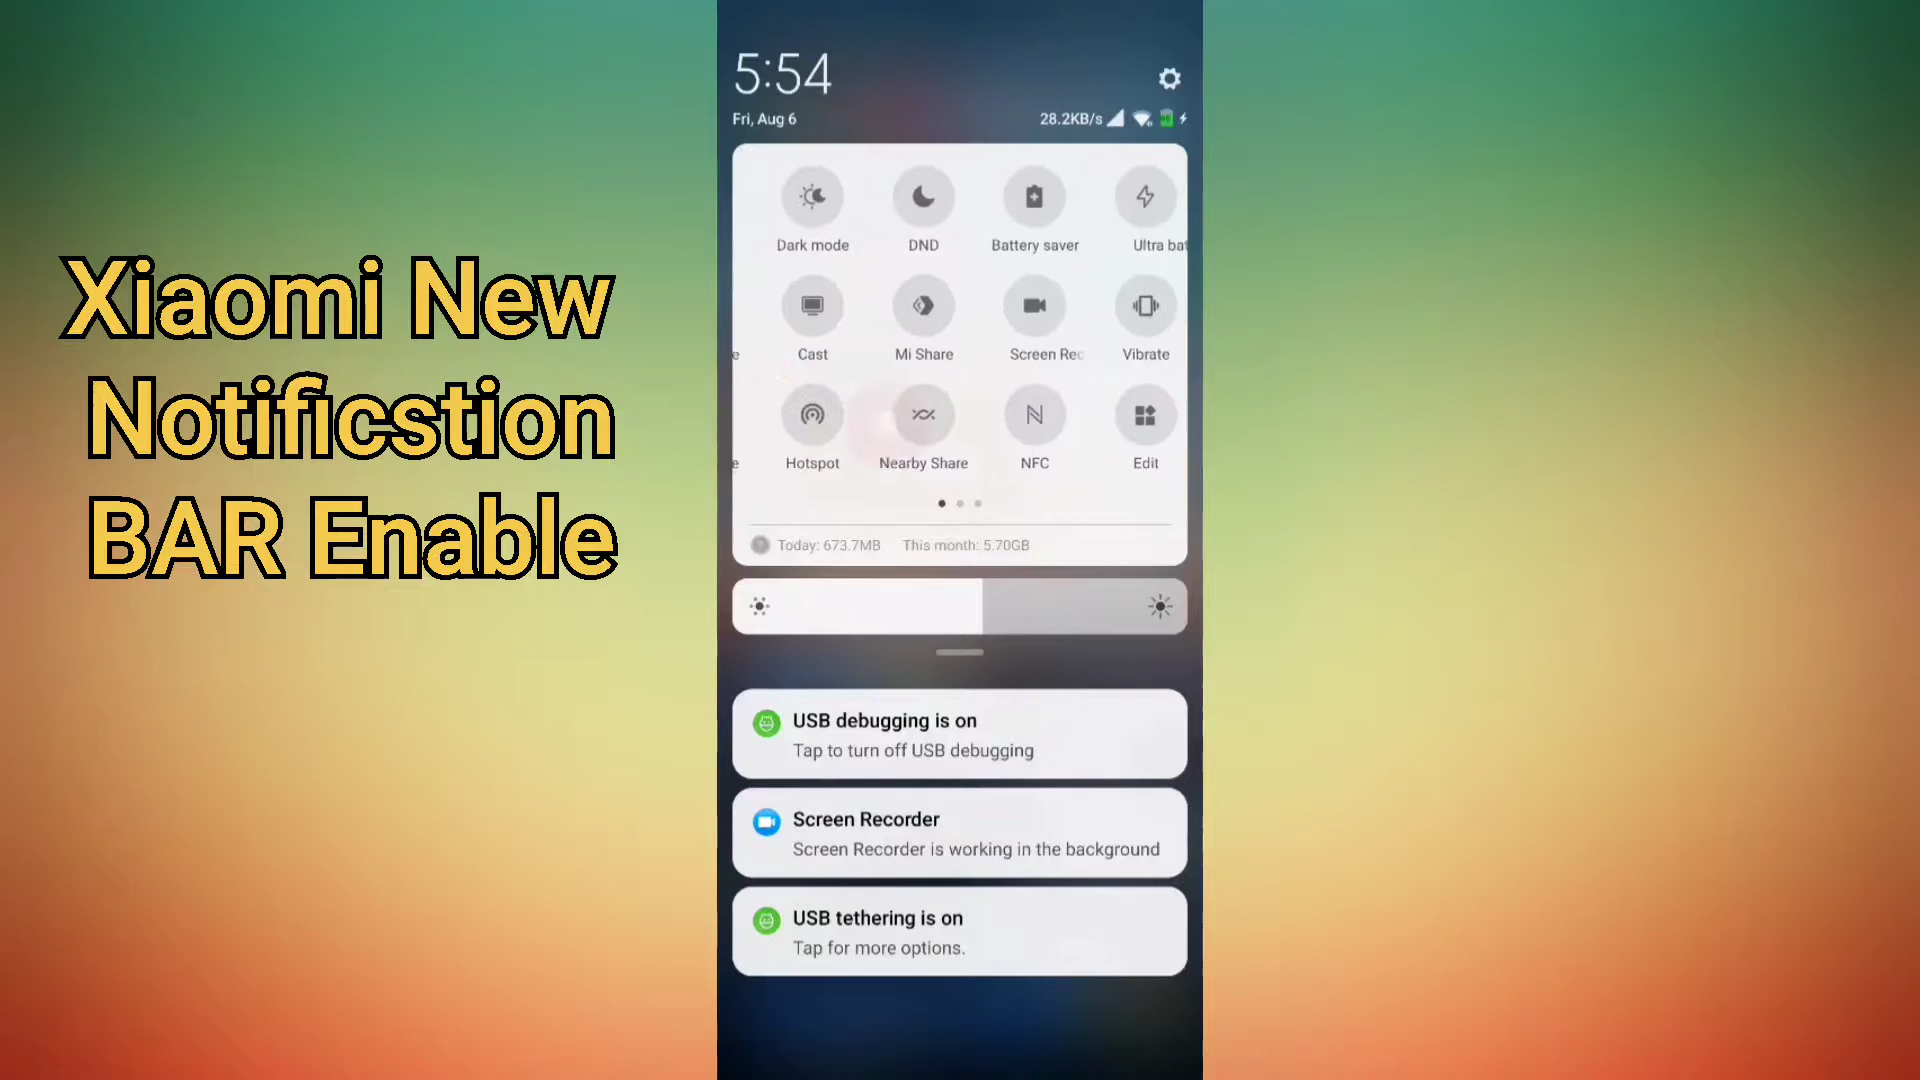 Xiaomi New
Notificstion
BAR Enable
5:54
Fri, Aug 6
28.2KB/s
Dark mode
DND
Battery saver
Ultra bat
Cast
Mi Share
Screen Rec
Vibrate
Hotspot
Nearby Share
NFC
Edit
Today: 673.7MB
This month: 5.70GB
USB debugging is on
Tap to turn off USB debugging
Screen Recorder
Screen Recorder is working in the background
USB tethering is on
Tap for more options.